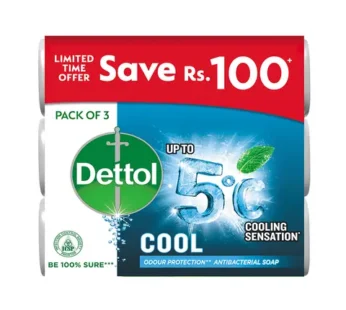 LIMITED
TIME
OFFER
Save Rs.100+
PACK OF 3
UP TO
Dettol
5°C
COOLING
SENSATION*
COOL
HSP
BE 100% SURE***
ODOUR PROTECTION** ANTIBACTERIAL SOAP